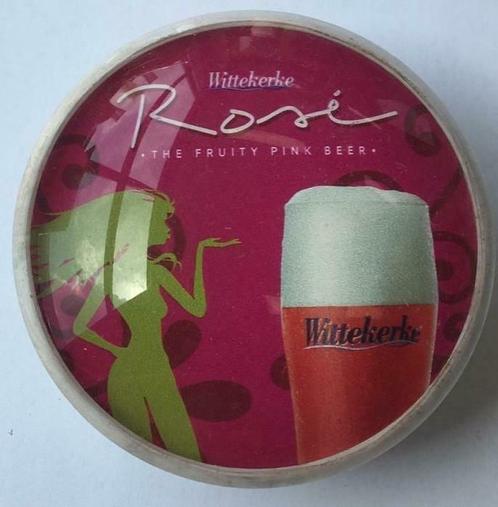 Wittekerke
Rosé
• THE FRUITY PINK BEER •
Wittekerke